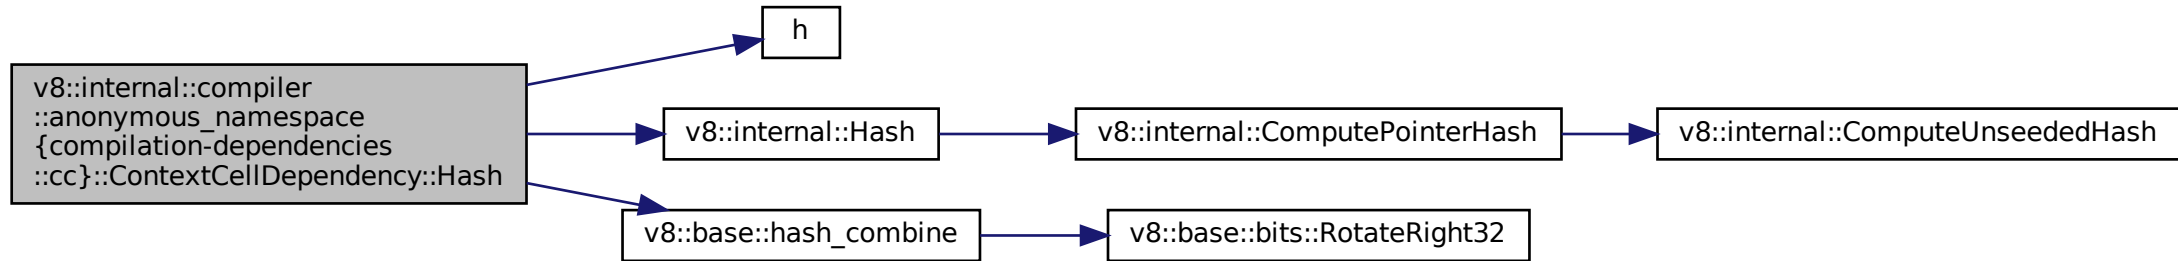 v8::internal::compiler
::anonymous_namespace
{compilation-dependencies
::cc}::ContextCellDependency::Hash
h
v8::internal::Hash
v8::internal::ComputePointerHash
v8::internal::ComputeUnseededHash
v8::base::hash_combine
v8::base::bits::RotateRight32